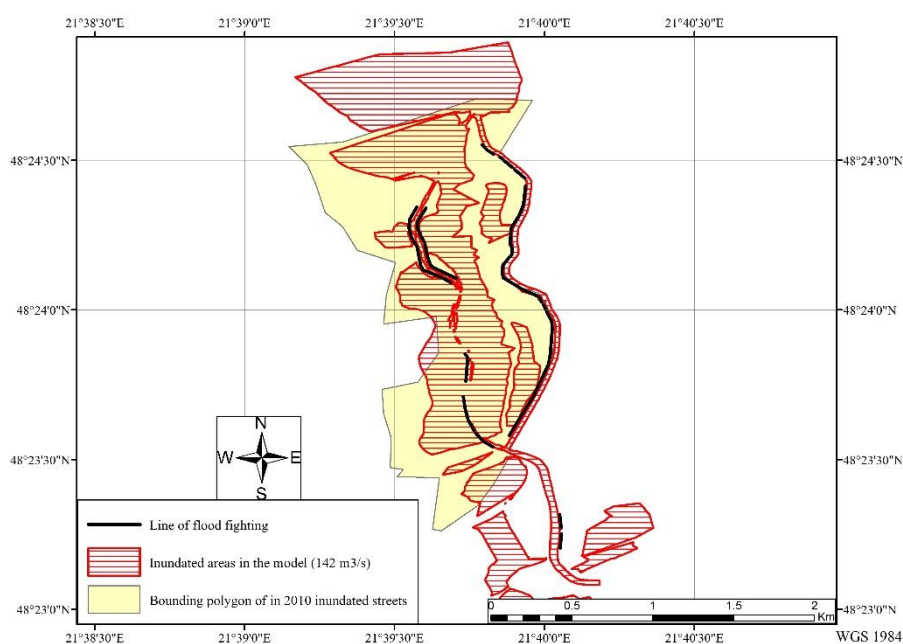 21°38'30"E 21°39'0"E 21°39'30"E 21°40'0"E 21°40'30"E
48°24'30"N 48°24'30"N
48°24'0"N 48°24'0"N
48°23'30"N 48°23'30"N
48°23'0"N 48°23'0"N
N
W E
S
Line of flood fighting
Inundated areas in the model (142 m3/s)
Bounding polygon of in 2010 inundated streets
0 0.5 1 1.5 2
Km
21°38'30"E 21°39'0"E 21°39'30"E 21°40'0"E 21°40'30"E
WGS 1984